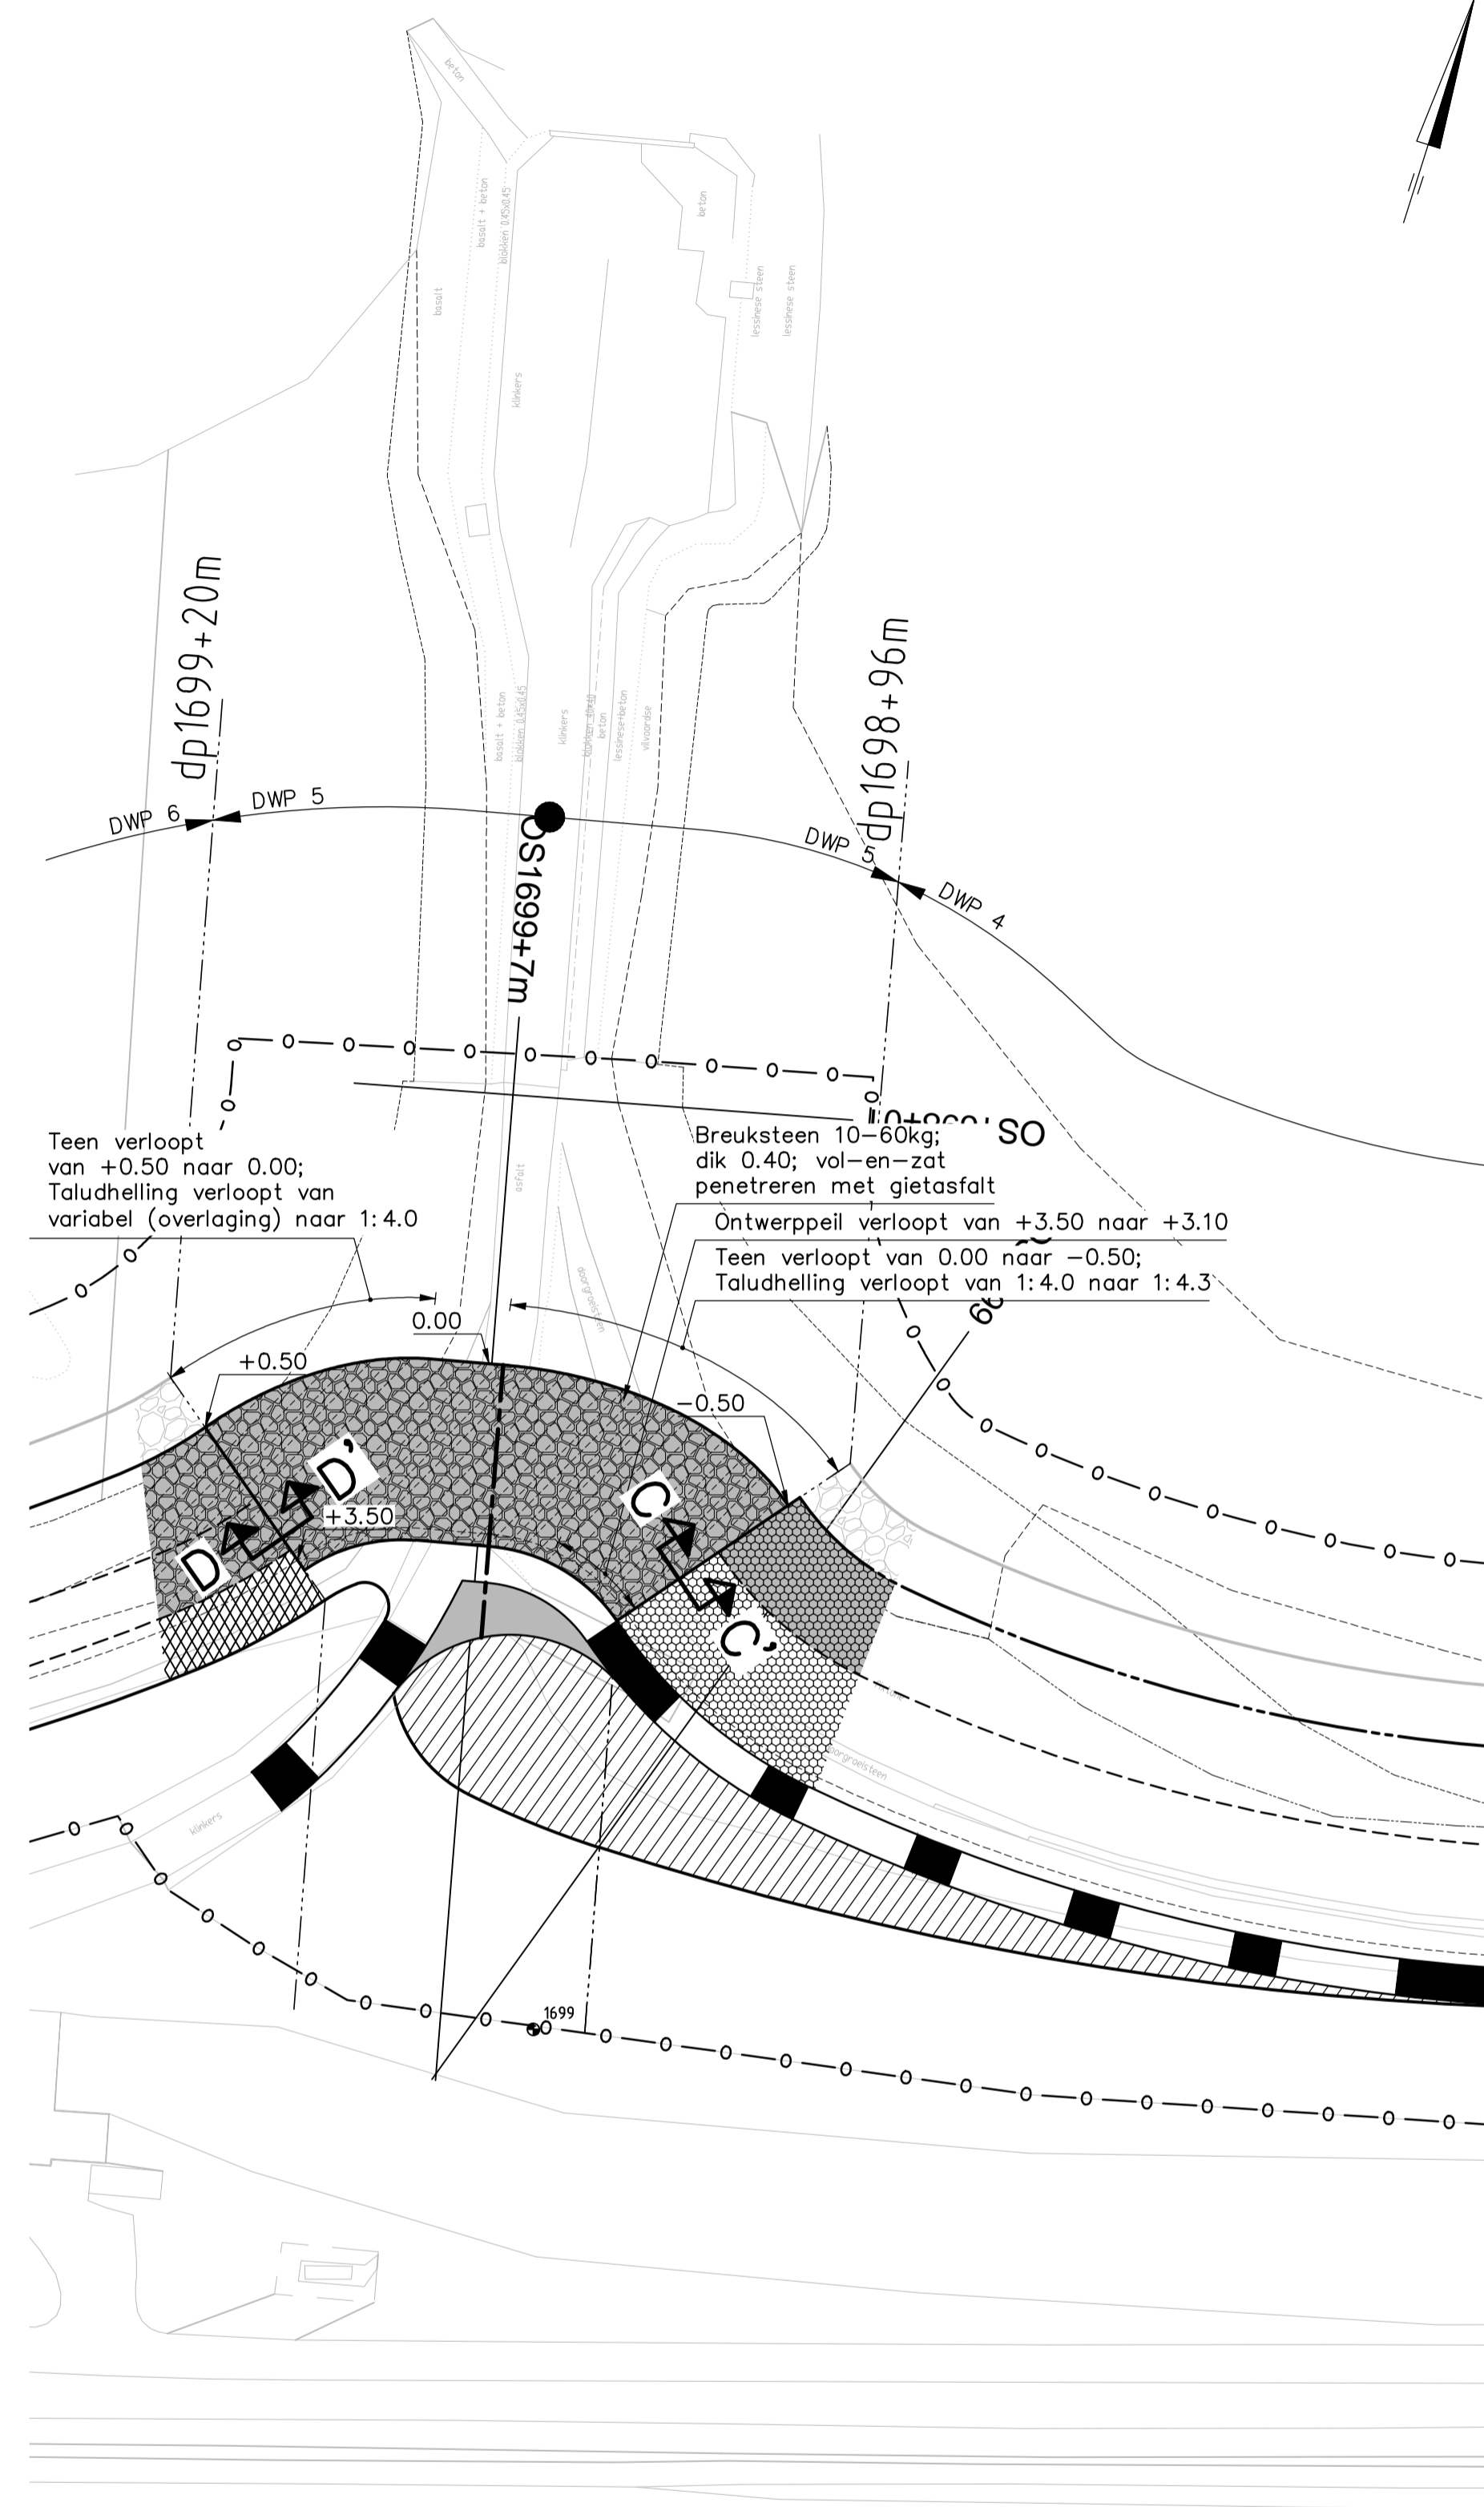 beton
basalt + beton
blokken 0.45x0.45
beton
lessinese steen
lessinese steen
basalt
klinkers
dp1699+20m
dp1698+96m
basalt + beton
blokken 0.45x0.45
klinkers
beton
lessinese+beton
vilvoordse
DWP 6
DWP 5
DWP 5
DWP 4
OS1699+7m
Teen verloopt
van +0.50 naar 0.00;
Taludhelling verloopt van
variabel (overlaging) naar 1:4.0
Breuksteen 10-60kg;
dik 0.40; vol-en-zat
penetreren met gietasfalt
Ontwerppeil verloopt van +3.50 naar +3.10
Teen verloopt van 0.00 naar -0.50;
Taludhelling verloopt van 1:4.0 naar 1:4.3
asfalt
doorgroeisteen
0.00
+0.50
-0.50
D'
D
+3.50
C
C'
doorgroeisteen
klinkers
1699